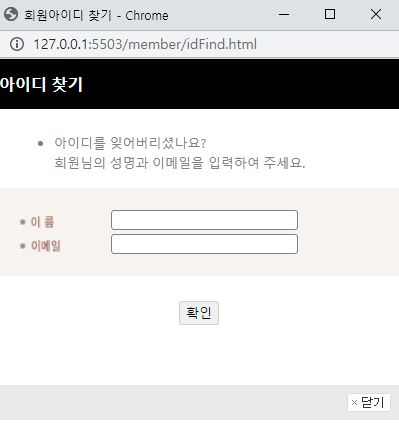 회원아이디 찾기 - Chrome
127.0.0.1:5503/member/idFind.html
아이디 찾기
아이디를 잊어버리셨나요?
회원님의 성명과 이메일을 입력하여 주세요.
이 름
이메일
확인
× 닫기